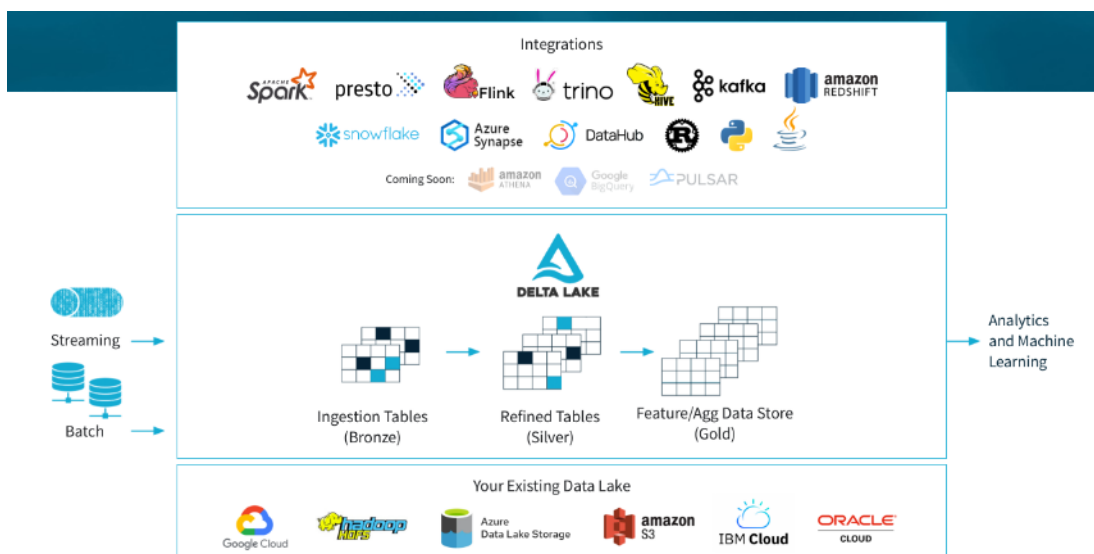 Integrations
APACHE
Spark
presto
Flink
trino
HIVE
kafka
amazon
REDSHIFT
snowflake
Azure
Synapse
DataHub
R
python
Java
Coming Soon:
amazon
ATHENA
Google
BigQuery
PULSAR
DELTA LAKE
Streaming
Batch
Ingestion Tables
(Bronze)
Refined Tables
(Silver)
Feature/Agg Data Store
(Gold)
Analytics
and Machine
Learning
Your Existing Data Lake
Google Cloud
hadoop
HDFS
Azure
Data Lake Storage
amazon
S3
IBM Cloud
ORACLE
CLOUD